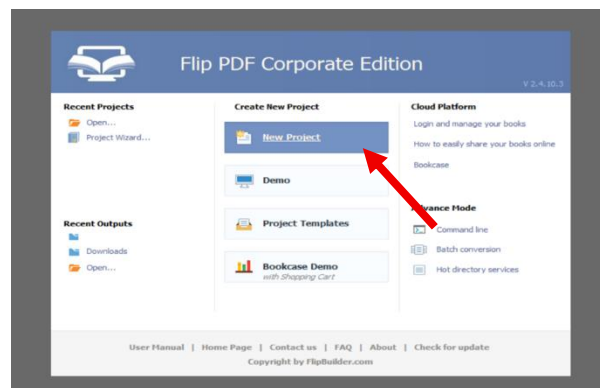 Flip PDF Corporate Edition
V 2.4.10.3
Recent Projects
Open...
Project Wizard...
Recent Outputs
Downloads
Open...
Create New Project
New Project
Demo
Project Templates
Bookcase Demo
with Shopping Cart
Cloud Platform
Login and manage your books
How to easily share your books online
Bookcase
Advance Mode
Command line
Batch conversion
Hot directory services
User Manual | Home Page | Contact us | FAQ | About | Check for update
Copyright by FlipBuilder.com